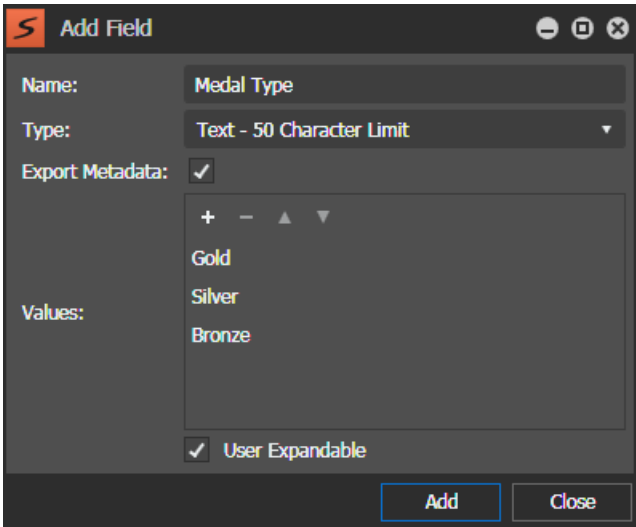 Add Field
Name: Medal Type
Type: Text - 50 Character Limit
Export Metadata:
Values:
Gold
Silver
Bronze
User Expandable
Add Close